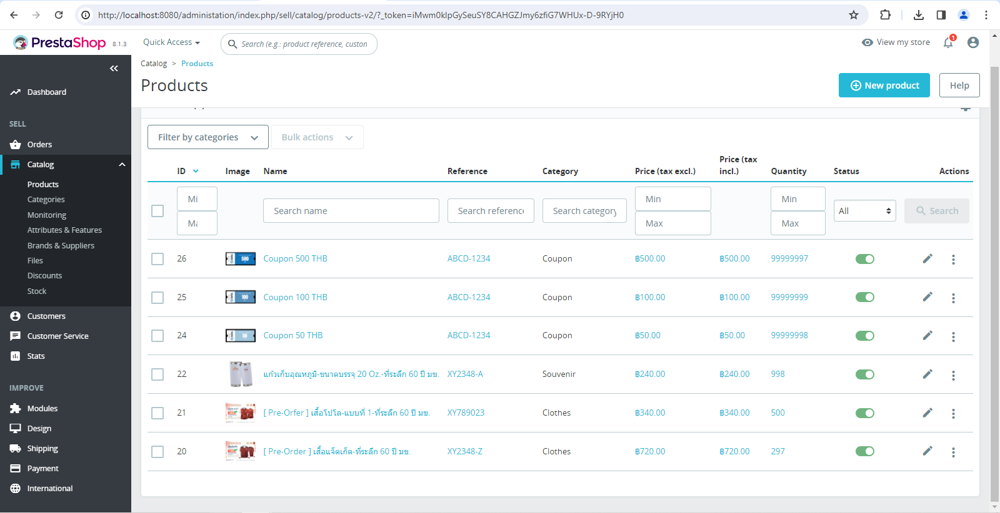 http://localhost:8080/administation/index.php/sell/catalog/products-v2/?_token=iMwm0klpGySeuSY8CAHGZJmy6zfiG7WHUx-D-9RYjH0
PrestaShop 8.1.3
Quick Access
Search (e.g.: product reference, custon
View my store
1
Catalog > Products
Products
New product
Help
Dashboard
SELL
Orders
Catalog
Products
Categories
Monitoring
Attributes & Features
Brands & Suppliers
Files
Discounts
Stock
Customers
Customer Service
Stats
IMPROVE
Modules
Design
Shipping
Payment
International
Filter by categories
Bulk actions
ID Image Name Reference Category Price (tax excl.) Price (tax incl.) Quantity Status Actions
Mi Min Min
Search name Search referenc Search category All Search
Ma Max Max
26 500 Coupon 500 THB ABCD-1234 Coupon ฿500.00 ฿500.00 99999997
25 100 Coupon 100 THB ABCD-1234 Coupon ฿100.00 ฿100.00 99999999
24 50 Coupon 50 THB ABCD-1234 Coupon ฿50.00 ฿50.00 99999998
22 แก้วเก็บอุณหภูมิ-ขนาดบรรจุ 20 Oz.-ที่ระลึก 60 ปี มข. XY2348-A Souvenir ฿240.00 ฿240.00 998
21 [ Pre-Orfer ] เสื้อโปโล-แบบที่ 1-ที่ระลึก 60 ปี มข. XY789023 Clothes ฿340.00 ฿340.00 500
20 [ Pre-Order ] เสื้อแจ็ตเก็ต-ที่ระลึก 60 ปี มข. XY2348-Z Clothes ฿720.00 ฿720.00 297